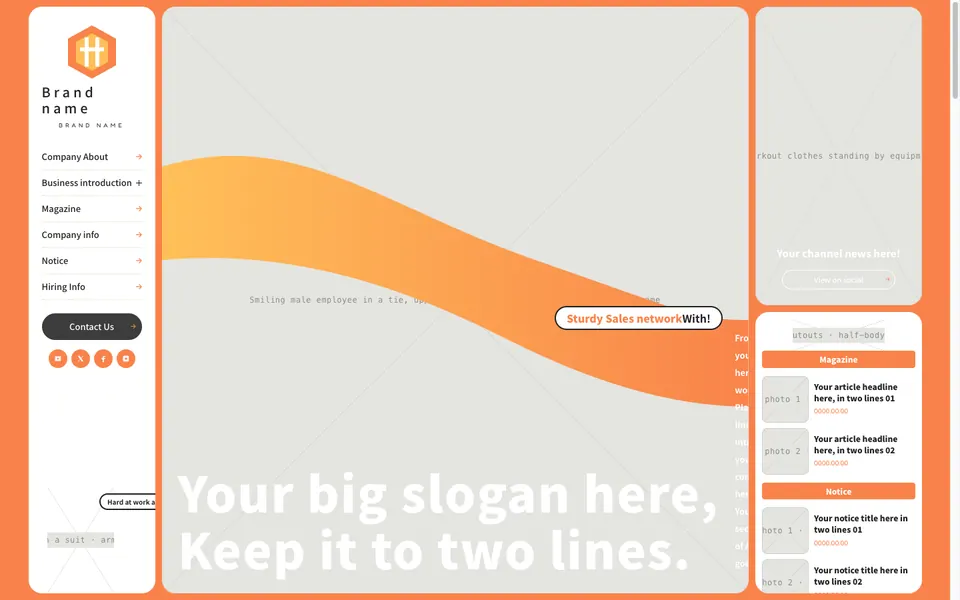 Brand
name
BRAND NAME
Company About
Business introduction
Magazine
Company info
Notice
Hiring Info
Contact Us
Hard at work a
a suit · arm
Smiling male employee in a tie, up
Sturdy Sales networkWith!
Your big slogan here,
Keep it to two lines.
rkout clothes standing by equipm
Your channel news here!
View on social
utouts · half-body
Magazine
photo 1
Your article headline
here, in two lines 01
0000.00.00
photo 2
Your article headline
here, in two lines 02
0000.00.00
Notice
hoto 1 ·
Your notice title here in
two lines 01
0000.00.00
hoto 2 ·
Your notice title here in
two lines 02